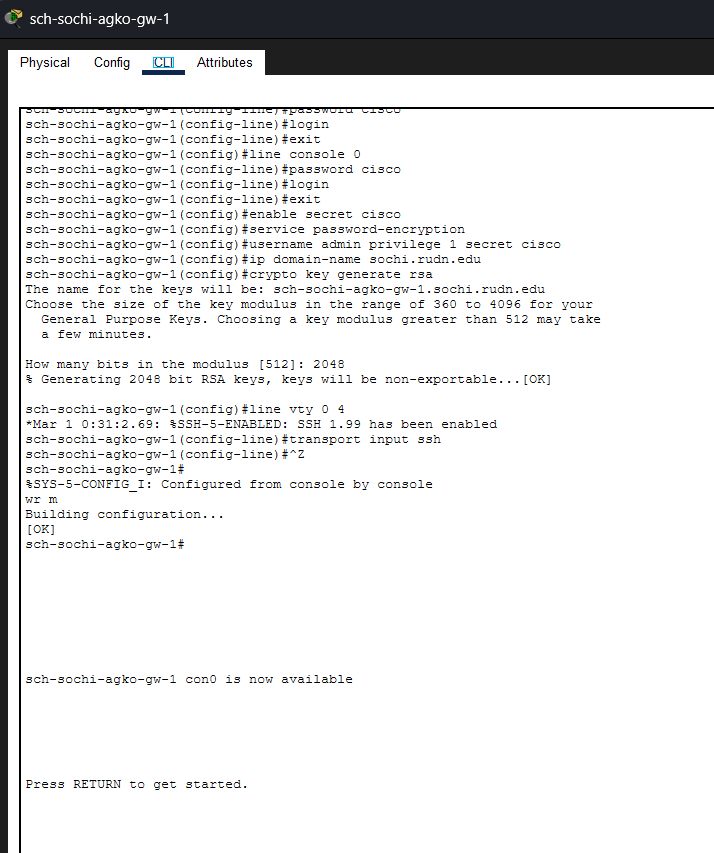 sch-sochi-agko-gw-1
Physical Config CLI Attributes
sch-sochi-agko-gw-1(config-line)#password cisco
sch-sochi-agko-gw-1(config-line)#login
sch-sochi-agko-gw-1(config-line)#exit
sch-sochi-agko-gw-1(config)#line console 0
sch-sochi-agko-gw-1(config-line)#password cisco
sch-sochi-agko-gw-1(config-line)#login
sch-sochi-agko-gw-1(config-line)#exit
sch-sochi-agko-gw-1(config)#enable secret cisco
sch-sochi-agko-gw-1(config)#service password-encryption
sch-sochi-agko-gw-1(config)#username admin privilege 1 secret cisco
sch-sochi-agko-gw-1(config)#ip domain-name sochi.rudn.edu
sch-sochi-agko-gw-1(config)#crypto key generate rsa
The name for the keys will be: sch-sochi-agko-gw-1.sochi.rudn.edu
Choose the size of the key modulus in the range of 360 to 4096 for your
General Purpose Keys. Choosing a key modulus greater than 512 may take
a few minutes.
How many bits in the modulus [512]: 2048
% Generating 2048 bit RSA keys, keys will be non-exportable...[OK]
sch-sochi-agko-gw-1(config)#line vty 0 4
*Mar 1 0:31:2.69: %SSH-5-ENABLED: SSH 1.99 has been enabled
sch-sochi-agko-gw-1(config-line)#transport input ssh
sch-sochi-agko-gw-1(config-line)#^Z
sch-sochi-agko-gw-1#
%SYS-5-CONFIG_I: Configured from console by console
wr m
Building configuration...
[OK]
sch-sochi-agko-gw-1#
sch-sochi-agko-gw-1 con0 is now available
Press RETURN to get started.